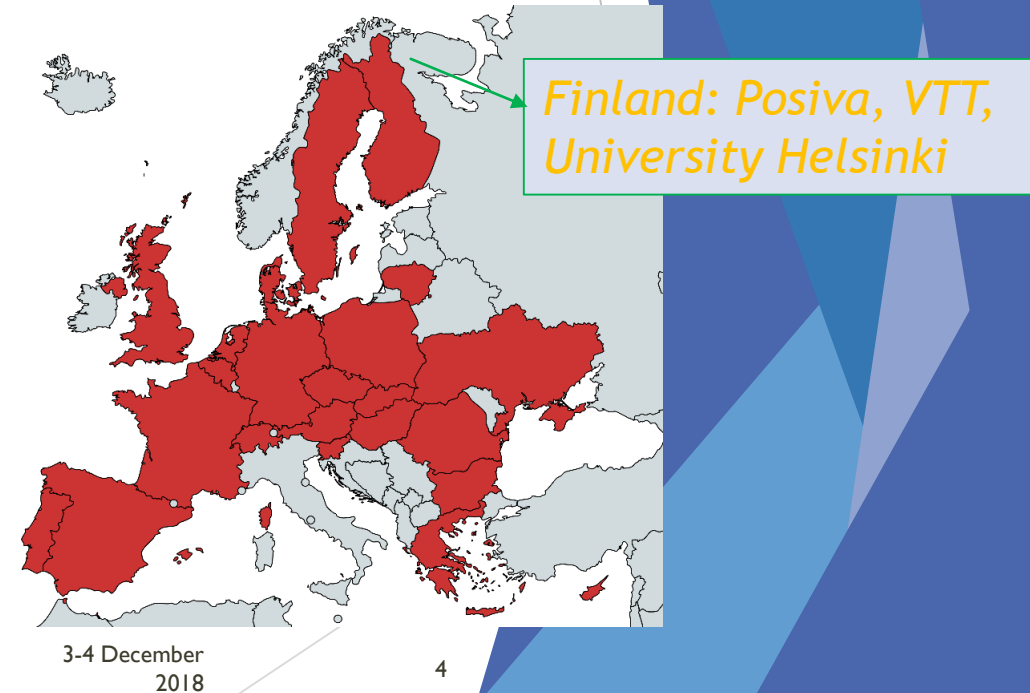 Finland: Posiva, VTT,
University Helsinki
3-4 December
2018
4